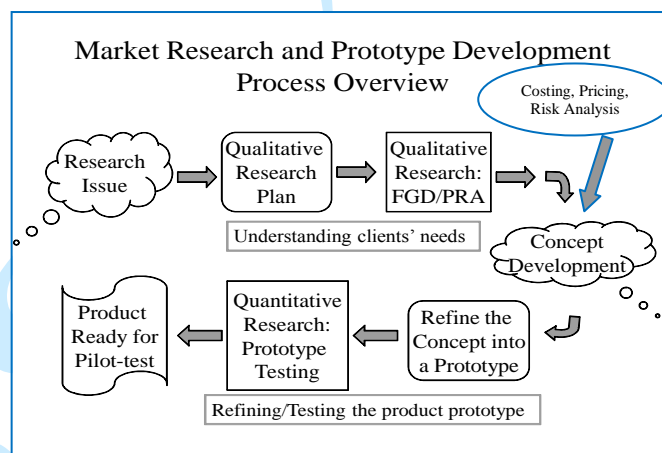 Market Research and Prototype Development
Process Overview
Costing, Pricing,
Risk Analysis
Research
Issue
Qualitative
Research
Plan
Qualitative
Research:
FGD/PRA
Understanding clients' needs
Concept
Development
Product
Ready for
Pilot-test
Quantitative
Research:
Prototype
Testing
Refine the
Concept into
a Prototype
Refining/Testing the product prototype